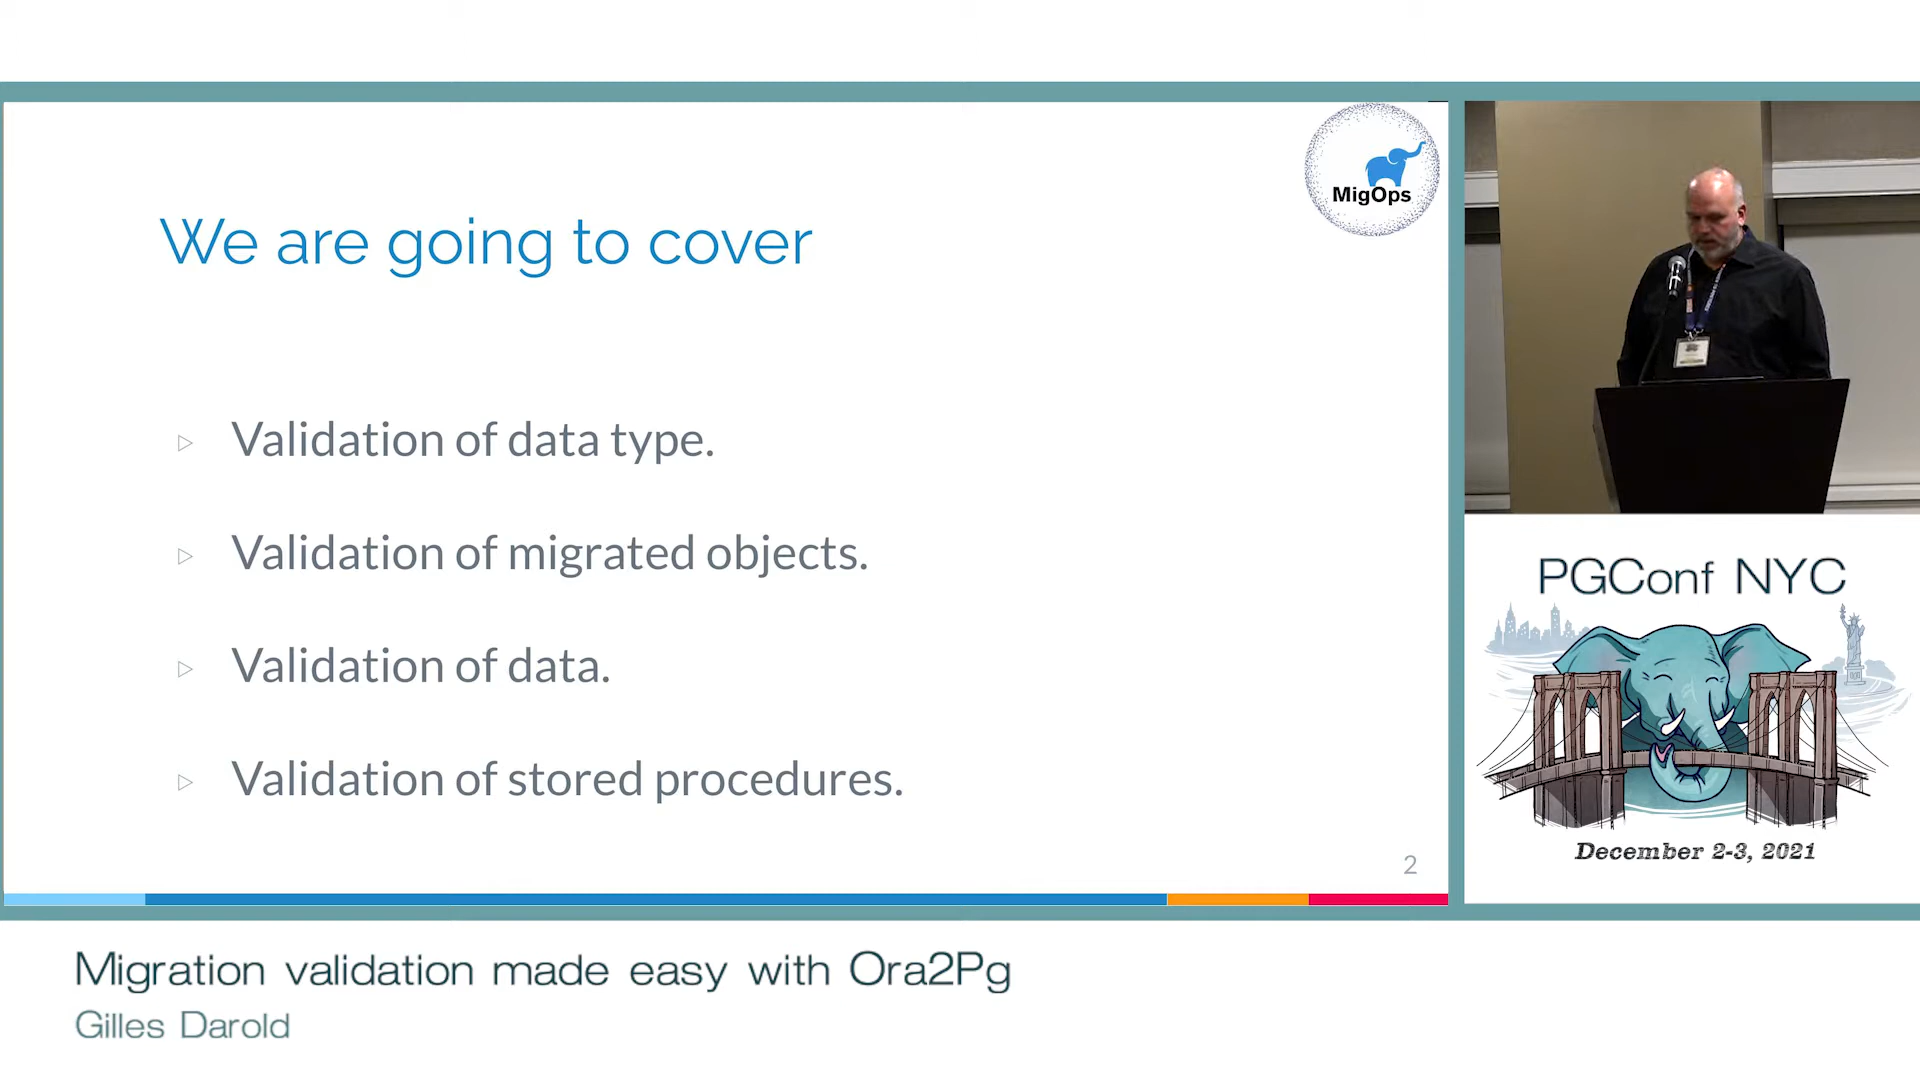 MigOps
We are going to cover
Validation of data type.
Validation of migrated objects.
Validation of data.
Validation of stored procedures.
2
PGConf NYC
December 2-3, 2021
Migration validation made easy with Ora2Pg
Gilles Darold